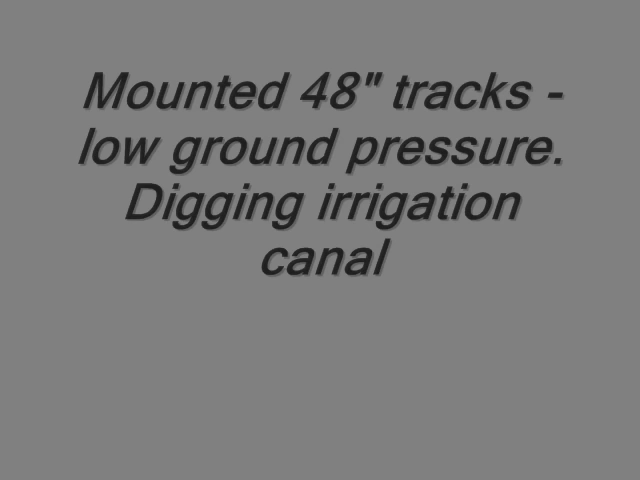 Mounted 48" tracks -
low ground pressure.
Digging irrigation
canal